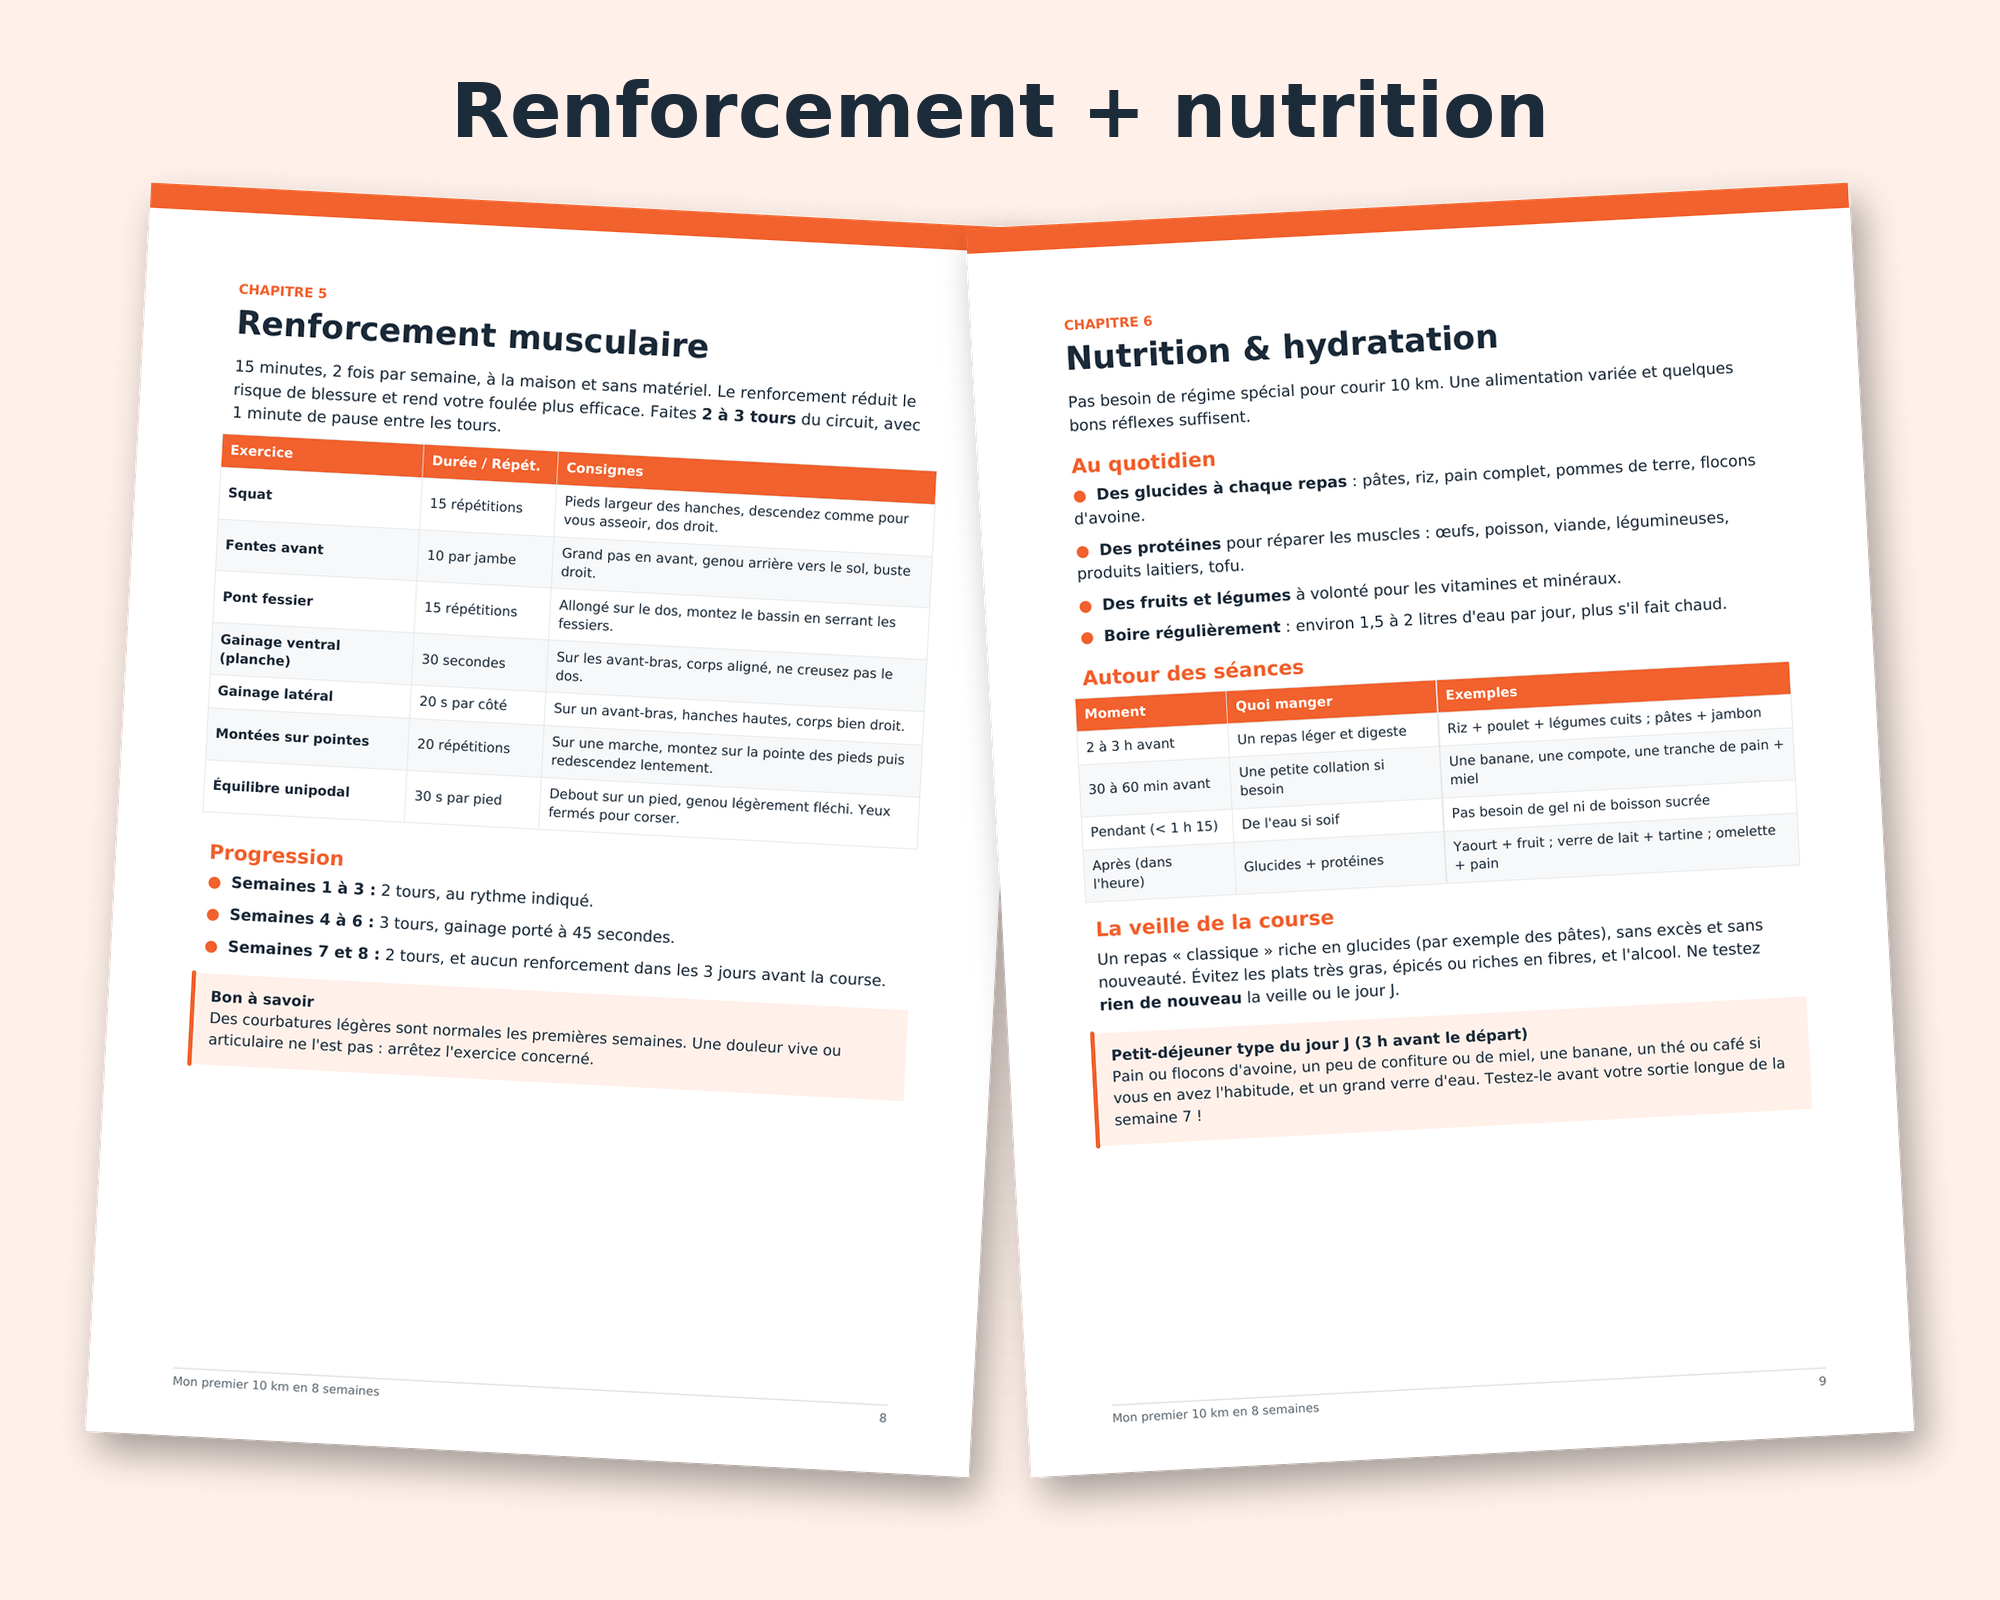 Renforcement + nutrition
CHAPITRE 5
Renforcement musculaire
15 minutes, 2 fois par semaine, à la maison et sans matériel. Le renforcement réduit le
risque de blessure et rend votre foulée plus efficace. Faites 2 à 3 tours du circuit, avec
1 minute de pause entre les tours.
Exercice Durée / Répét. Consignes
Squat 15 répétitions Pieds largeur des hanches, descendez comme pour
vous asseoir, dos droit.
Fentes avant 10 par jambe Grand pas en avant, genou arrière vers le sol, buste
droit.
Pont fessier 15 répétitions Allongé sur le dos, montez le bassin en serrant les
fessiers.
Gainage ventral
(planche) 30 secondes Sur les avant-bras, corps aligné, ne creusez pas le
dos.
Gainage latéral 20 s par côté Sur un avant-bras, hanches hautes, corps bien droit.
Montées sur pointes 20 répétitions Sur une marche, montez sur la pointe des pieds puis
redescendez lentement.
Équilibre unipodal 30 s par pied Debout sur un pied, genou légèrement fléchi. Yeux
fermés pour corser.
Progression
● Semaines 1 à 3 : 2 tours, au rythme indiqué.
● Semaines 4 à 6 : 3 tours, gainage porté à 45 secondes.
● Semaines 7 et 8 : 2 tours, et aucun renforcement dans les 3 jours avant la course.
Bon à savoir
Des courbatures légères sont normales les premières semaines. Une douleur vive ou
articulaire ne l'est pas : arrêtez l'exercice concerné.
Mon premier 10 km en 8 semaines
8
CHAPITRE 6
Nutrition & hydratation
Pas besoin de régime spécial pour courir 10 km. Une alimentation variée et quelques
bons réflexes suffisent.
Au quotidien
● Des glucides à chaque repas : pâtes, riz, pain complet, pommes de terre, flocons
d'avoine.
● Des protéines pour réparer les muscles : œufs, poisson, viande, légumineuses,
produits laitiers, tofu.
● Des fruits et légumes à volonté pour les vitamines et minéraux.
● Boire régulièrement : environ 1,5 à 2 litres d'eau par jour, plus s'il fait chaud.
Autour des séances
Moment Quoi manger Exemples
2 à 3 h avant Un repas léger et digeste Riz + poulet + légumes cuits ; pâtes + jambon
30 à 60 min avant Une petite collation si
besoin Une banane, une compote, une tranche de pain +
miel
Pendant (< 1 h 15) De l'eau si soif Pas besoin de gel ni de boisson sucrée
Après (dans
l'heure) Glucides + protéines Yaourt + fruit ; verre de lait + tartine ; omelette
+ pain
La veille de la course
Un repas « classique » riche en glucides (par exemple des pâtes), sans excès et sans
nouveauté. Évitez les plats très gras, épicés ou riches en fibres, et l'alcool. Ne testez
rien de nouveau la veille ou le jour J.
Petit-déjeuner type du jour J (3 h avant le départ)
Pain ou flocons d'avoine, un peu de confiture ou de miel, une banane, un thé ou café si
vous en avez l'habitude, et un grand verre d'eau. Testez-le avant votre sortie longue de la
semaine 7 !
Mon premier 10 km en 8 semaines
9